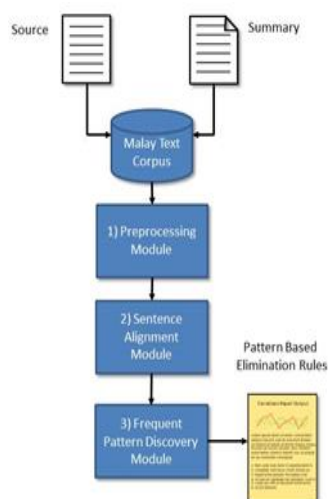 Source
Summary
Malay Text
Corpus
1) Preprocessing
Module
2) Sentence
Alignment
Module
Pattern Based
Elimination Rules
3) Frequent
Pattern Discovery
Module